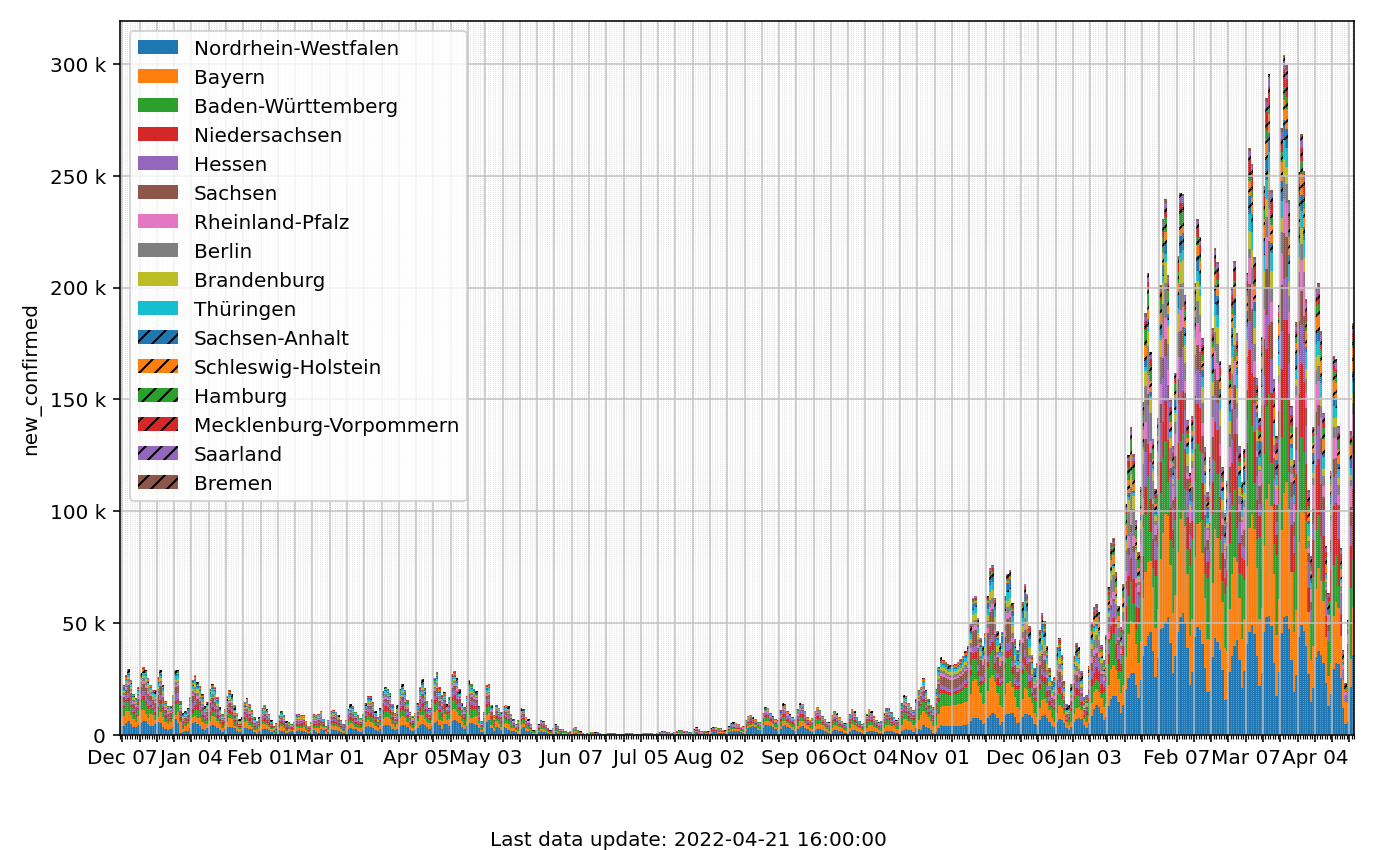 300 k
250 k
200 k
150 k
100 k
50 k
0
new_confirmed
Nordrhein-Westfalen
Bayern
Baden-Württemberg
Niedersachsen
Hessen
Sachsen
Rheinland-Pfalz
Berlin
Brandenburg
Thüringen
Sachsen-Anhalt
Schleswig-Holstein
Hamburg
Mecklenburg-Vorpommern
Saarland
Bremen
Dec 07 Jan 04 Feb 01 Mar 01 Apr 05 May 03 Jun 07 Jul 05 Aug 02 Sep 06 Oct 04 Nov 01 Dec 06 Jan 03 Feb 07 Mar 07 Apr 04
Last data update: 2022-04-21 16:00:00